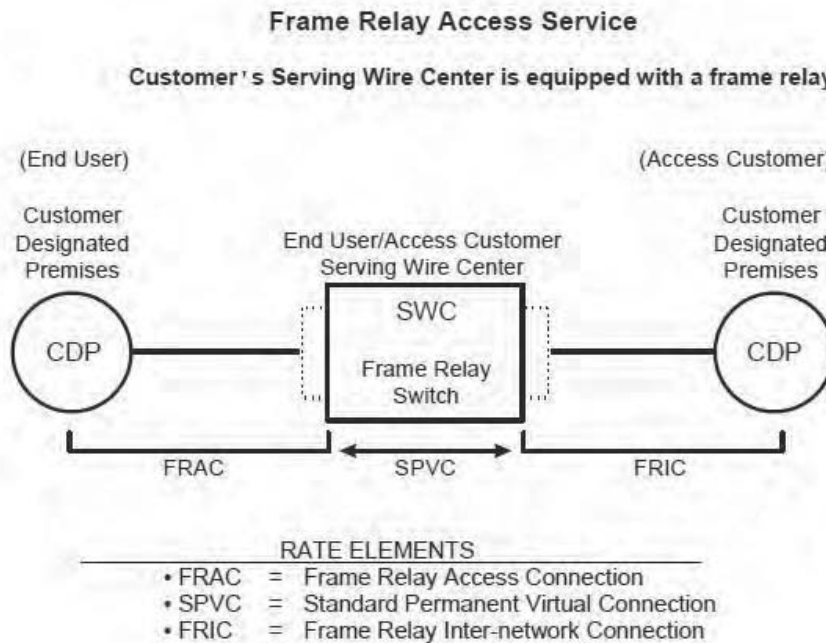 Frame Relay Access Service
Customer's Serving Wire Center is equipped with a frame relay
(End User)
(Access Customer)
Customer
Designated
Premises
End User/Access Customer
Serving Wire Center
Customer
Designated
Premises
CDP
SWC
Frame Relay
Switch
CDP
FRAC
SPVC
FRIC
RATE ELEMENTS
• FRAC = Frame Relay Access Connection
• SPVC = Standard Permanent Virtual Connection
• FRIC = Frame Relay Inter-network Connection